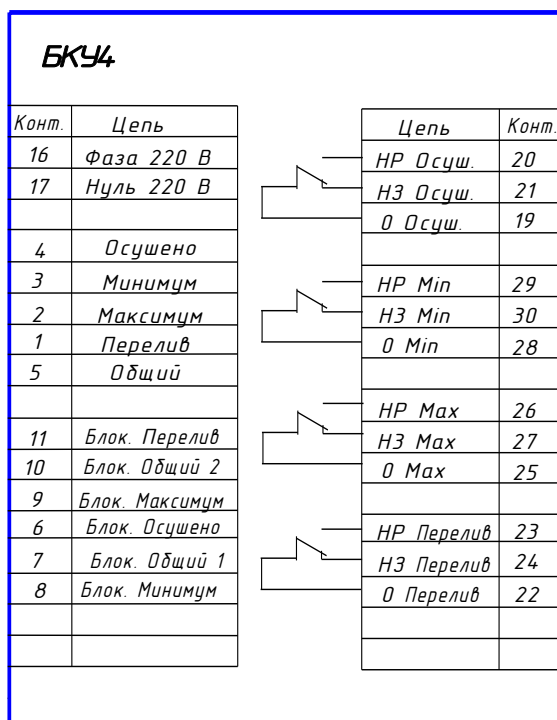 БКУ4
Конт. Цепь
16 Фаза 220 В
17 Нуль 220 В
4 Осушено
3 Минимум
2 Максимум
1 Перелив
5 Общий
11 Блок. Перелив
10 Блок. Общий 2
9 Блок. Максимум
6 Блок. Осушено
7 Блок. Общий 1
8 Блок. Минимум
Цепь Конт.
НР Осуш. 20
НЗ Осуш. 21
0 Осуш. 19
НР Min 29
НЗ Min 30
0 Min 28
НР Max 26
НЗ Max 27
0 Max 25
НР Перелив 23
НЗ Перелив 24
0 Перелив 22